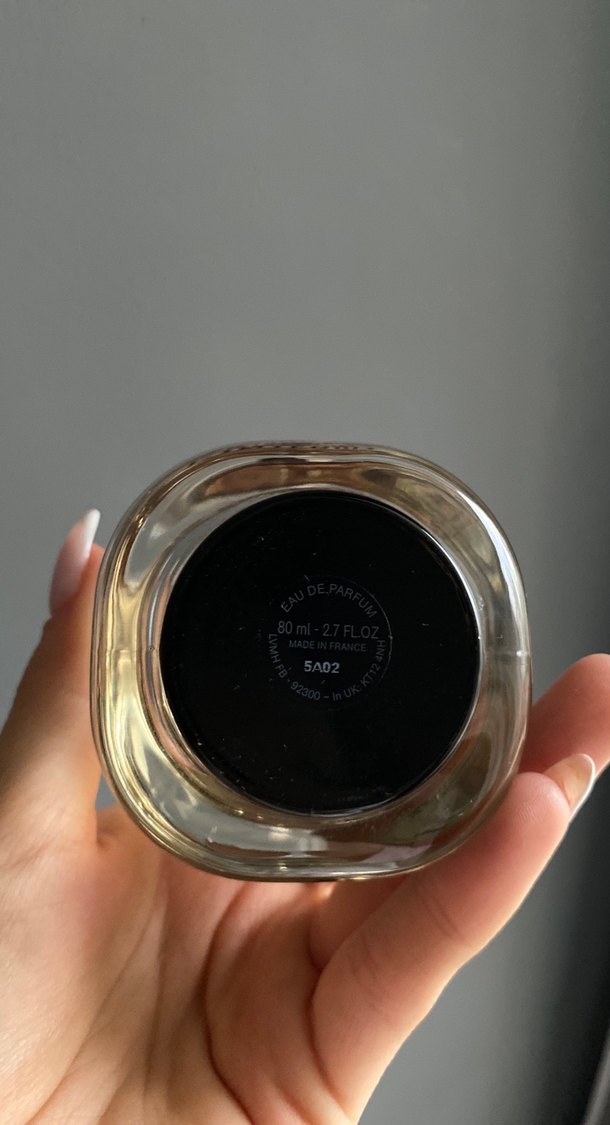 EAU DE PARFUM
80 ml - 2.7 FL.OZ
MADE IN FRANCE
5A02
LVMH FB - 92300 - In UK: KT12 4NH